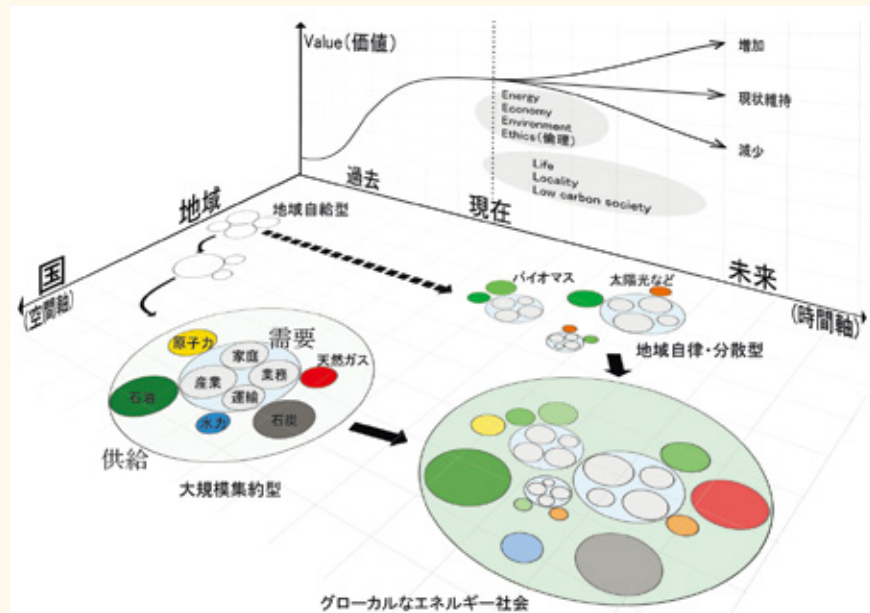 Value(価値)
増加
現状維持
減少
Energy
Economy
Environment
Ethics(倫理)
Life
Locality
Low carbon society
過去
現在
未来
(時間軸)
地域
国
(空間軸)
地域自給型
バイオマス
太陽光など
地域自律・分散型
需要
原子力
家庭
天然ガス
産業
業務
石油
運輸
水力
石炭
供給
大規模集約型
グローカルなエネルギー社会